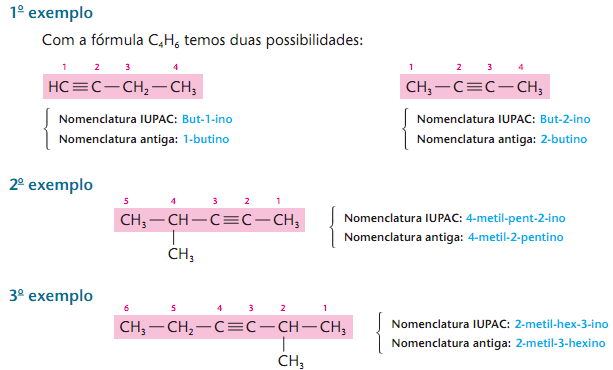 1º exemplo
Com a fórmula C₄H₆ temos duas possibilidades:
1 2 3 4
HC≡C—CH₂—CH₃
Nomenclatura IUPAC: But-1-ino
Nomenclatura antiga: 1-butino
1 2 3 4
CH₃—C≡C—CH₃
Nomenclatura IUPAC: But-2-ino
Nomenclatura antiga: 2-butino
2º exemplo
5 4 3 2 1
CH₃—CH—C≡C—CH₃
CH₃
Nomenclatura IUPAC: 4-metil-pent-2-ino
Nomenclatura antiga: 4-metil-2-pentino
3º exemplo
6 5 4 3 2 1
CH₃—CH₂—C≡C—CH—CH₃
CH₃
Nomenclatura IUPAC: 2-metil-hex-3-ino
Nomenclatura antiga: 2-metil-3-hexino